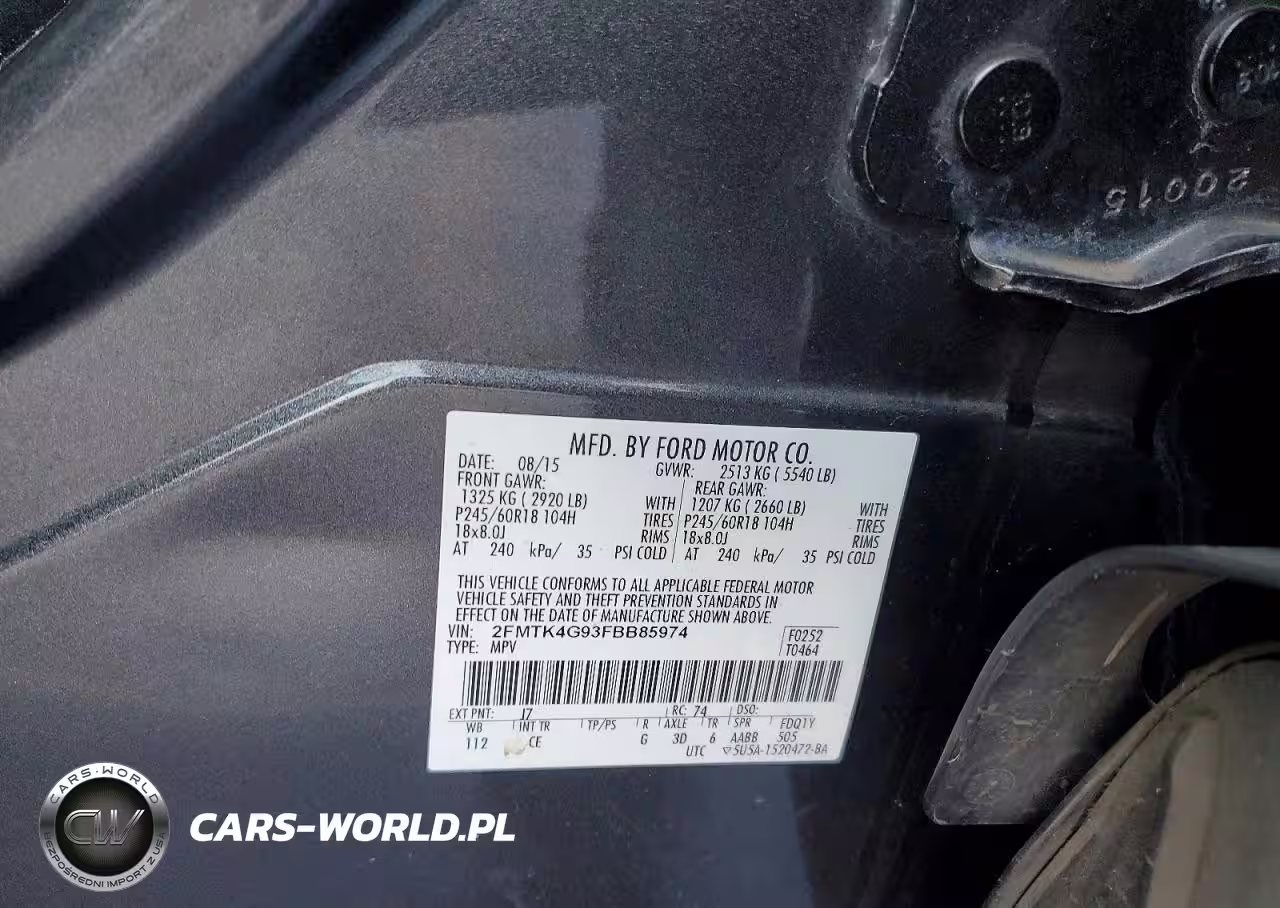 20015
MFD. BY FORD MOTOR CO.
DATE: 08/15 GVWR: 2513 KG ( 5540 LB)
FRONT GAWR: REAR GAWR:
1325 KG ( 2920 LB) WITH 1207 KG ( 2660 LB) WITH
P245/60R18 104H TIRES P245/60R18 104H TIRES
18x8.0J RIMS 18x8.0J RIMS
AT 240 kPa/ 35 PSI COLD AT 240 kPa/ 35 PSI COLD
THIS VEHICLE CONFORMS TO ALL APPLICABLE FEDERAL MOTOR
VEHICLE SAFETY AND THEFT PREVENTION STANDARDS IN
EFFECT ON THE DATE OF MANUFACTURE SHOWN ABOVE.
VIN: 2FMTK4G93FBB85974 F0252
TYPE: MPV T0464
EXT PNT: J7 RC: 74 DSO:
WB INT TR TP/PS R AXLE TR SPR FDQ1Y
112 CE G 3D 6 AABB 505
UTC ▽5U5A-1520472-BA
CARS-WORLD
CW
BEZPOŚREDNI IMPORT Z USA
CARS-WORLD.PL